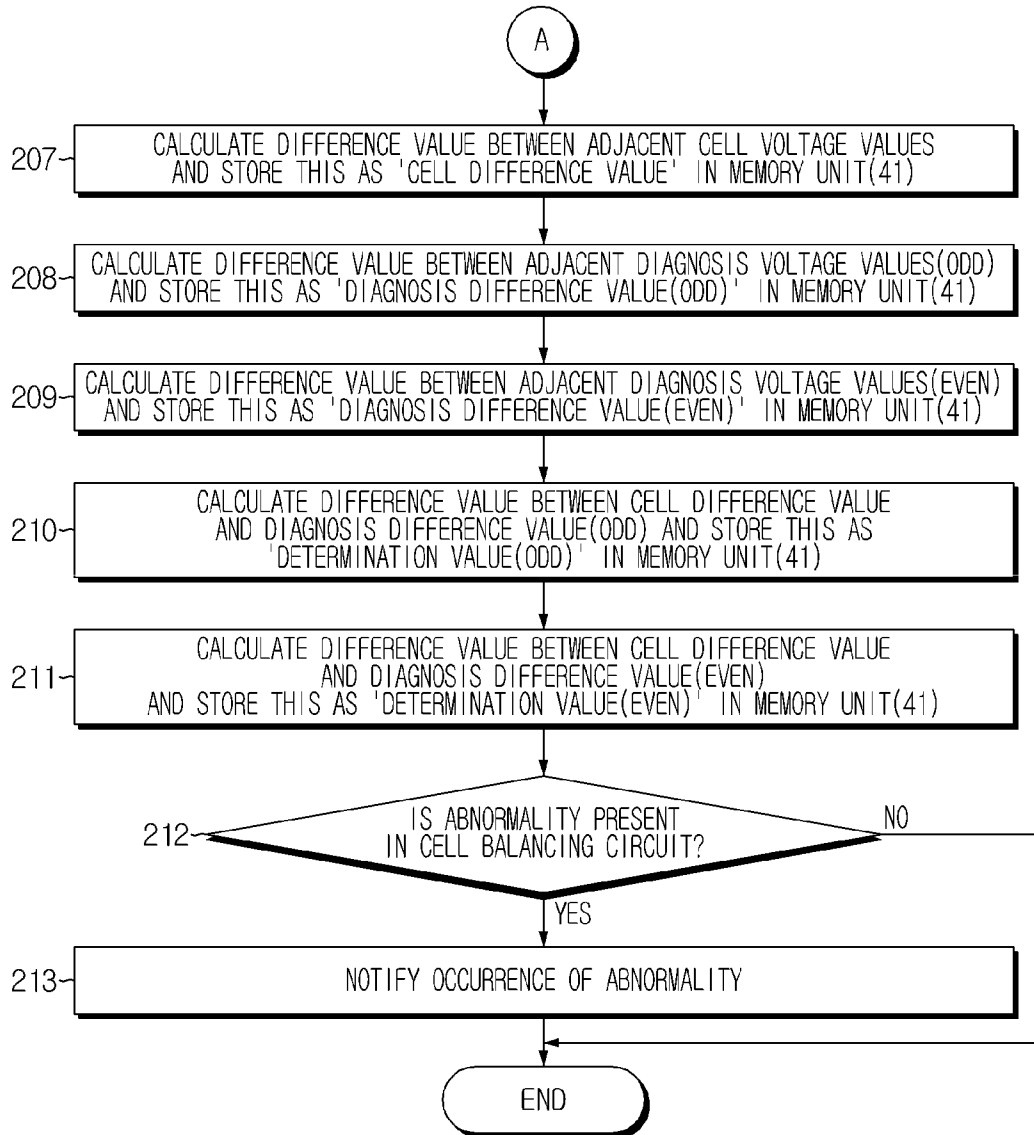 A
207
CALCULATE DIFFERENCE VALUE BETWEEN ADJACENT CELL VOLTAGE VALUES
AND STORE THIS AS 'CELL DIFFERENCE VALUE' IN MEMORY UNIT(41)
208
CALCULATE DIFFERENCE VALUE BETWEEN ADJACENT DIAGNOSIS VOLTAGE VALUES(ODD)
AND STORE THIS AS 'DIAGNOSIS DIFFERENCE VALUE(ODD)' IN MEMORY UNIT(41)
209
CALCULATE DIFFERENCE VALUE BETWEEN ADJACENT DIAGNOSIS VOLTAGE VALUES(EVEN)
AND STORE THIS AS 'DIAGNOSIS DIFFERENCE VALUE(EVEN)' IN MEMORY UNIT(41)
210
CALCULATE DIFFERENCE VALUE BETWEEN CELL DIFFERENCE VALUE
AND DIAGNOSIS DIFFERENCE VALUE(ODD) AND STORE THIS AS
'DETERMINATION VALUE(ODD)' IN MEMORY UNIT(41)
211
CALCULATE DIFFERENCE VALUE BETWEEN CELL DIFFERENCE VALUE
AND DIAGNOSIS DIFFERENCE VALUE(EVEN)
AND STORE THIS AS 'DETERMINATION VALUE(EVEN)' IN MEMORY UNIT(41)
212
IS ABNORMALITY PRESENT
IN CELL BALANCING CIRCUIT?
NO
YES
213
NOTIFY OCCURRENCE OF ABNORMALITY
END